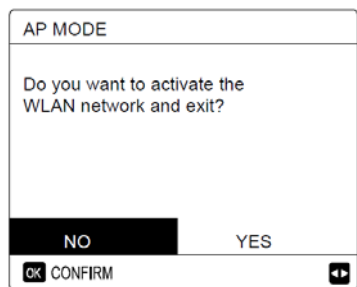 AP MODE
Do you want to activate the
WLAN network and exit?
NO YES
OK CONFIRM